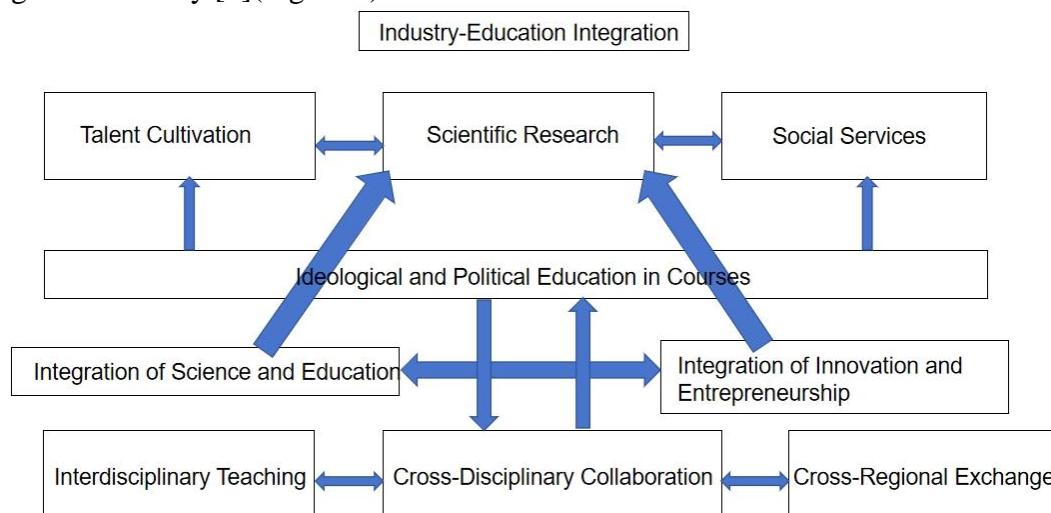 Industry-Education Integration
Talent Cultivation
Scientific Research
Social Services
Ideological and Political Education in Courses
Integration of Science and Education
Integration of Innovation and
Entrepreneurship
Interdisciplinary Teaching
Cross-Disciplinary Collaboration
Cross-Regional Exchange